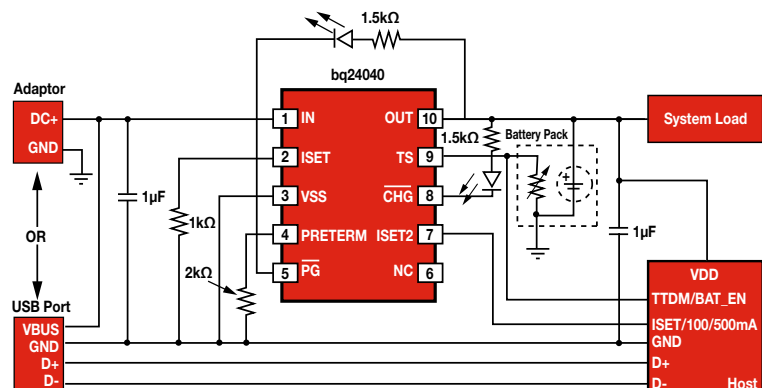 1.5kΩ
bq24040
Adaptor
DC+
GND
OR
USB Port
VBUS
GND
D+
D-
1µF
1kΩ
2kΩ
1 IN
2 ISET
3 VSS
4 PRETERM
5 PG
OUT 10
TS 9
CHG 8
ISET2 7
NC 6
1.5kΩ
Battery Pack
+
System Load
1µF
VDD
TTDM/BAT_EN
ISET/100/500mA
GND
D+
D- Host